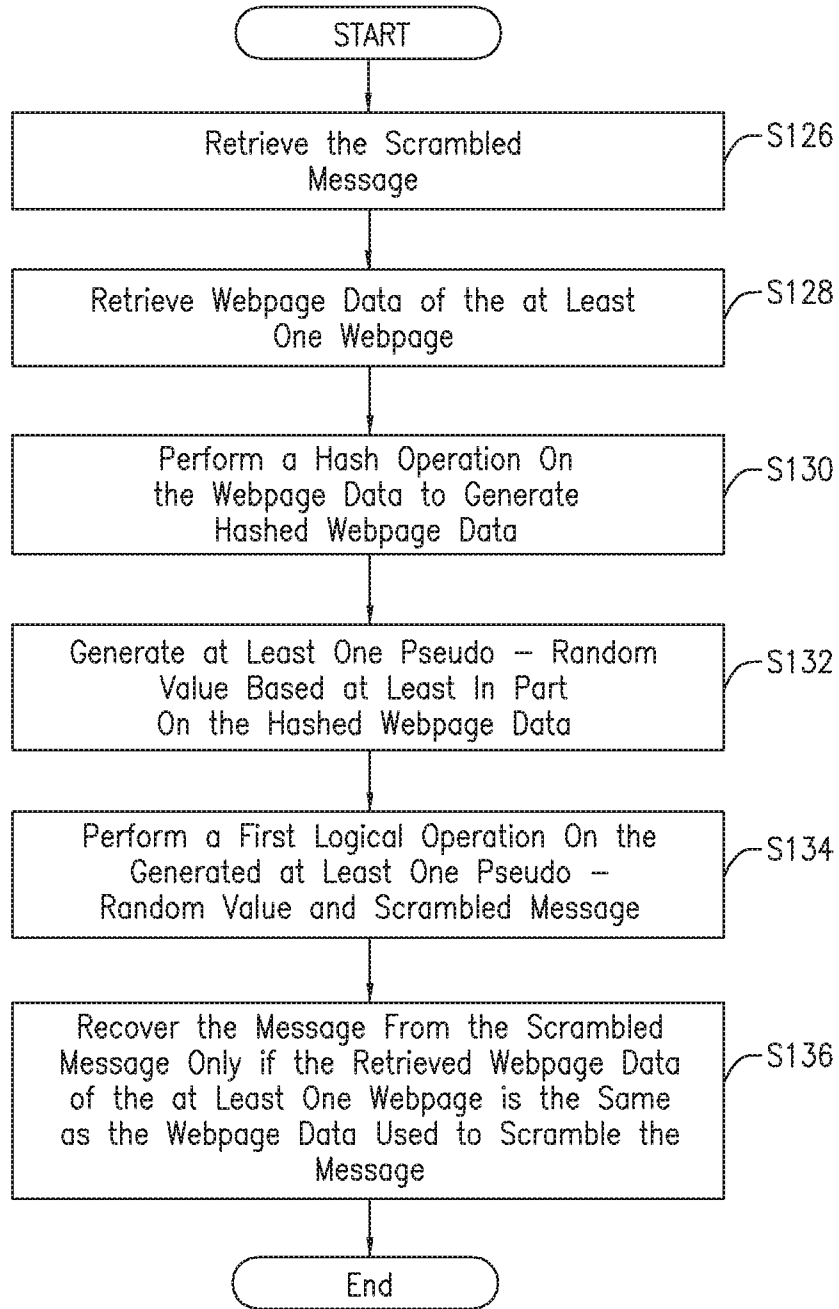 START
Retrieve the Scrambled
Message
S126
Retrieve Webpage Data of the at Least
One Webpage
S128
Perform a Hash Operation On
the Webpage Data to Generate
Hashed Webpage Data
S130
Generate at Least One Pseudo – Random
Value Based at Least In Part
On the Hashed Webpage Data
S132
Perform a First Logical Operation On the
Generated at Least One Pseudo –
Random Value and Scrambled Message
S134
Recover the Message From the Scrambled
Message Only if the Retrieved Webpage Data
of the at Least One Webpage is the Same
as the Webpage Data Used to Scramble the
Message
S136
End